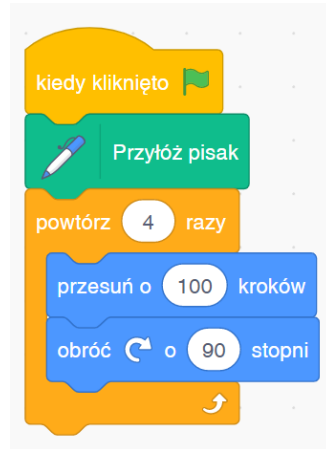 kiedy kliknięto
Przyłóż pisak
powtórz 4 razy
przesuń o 100 kroków
obróć o 90 stopni